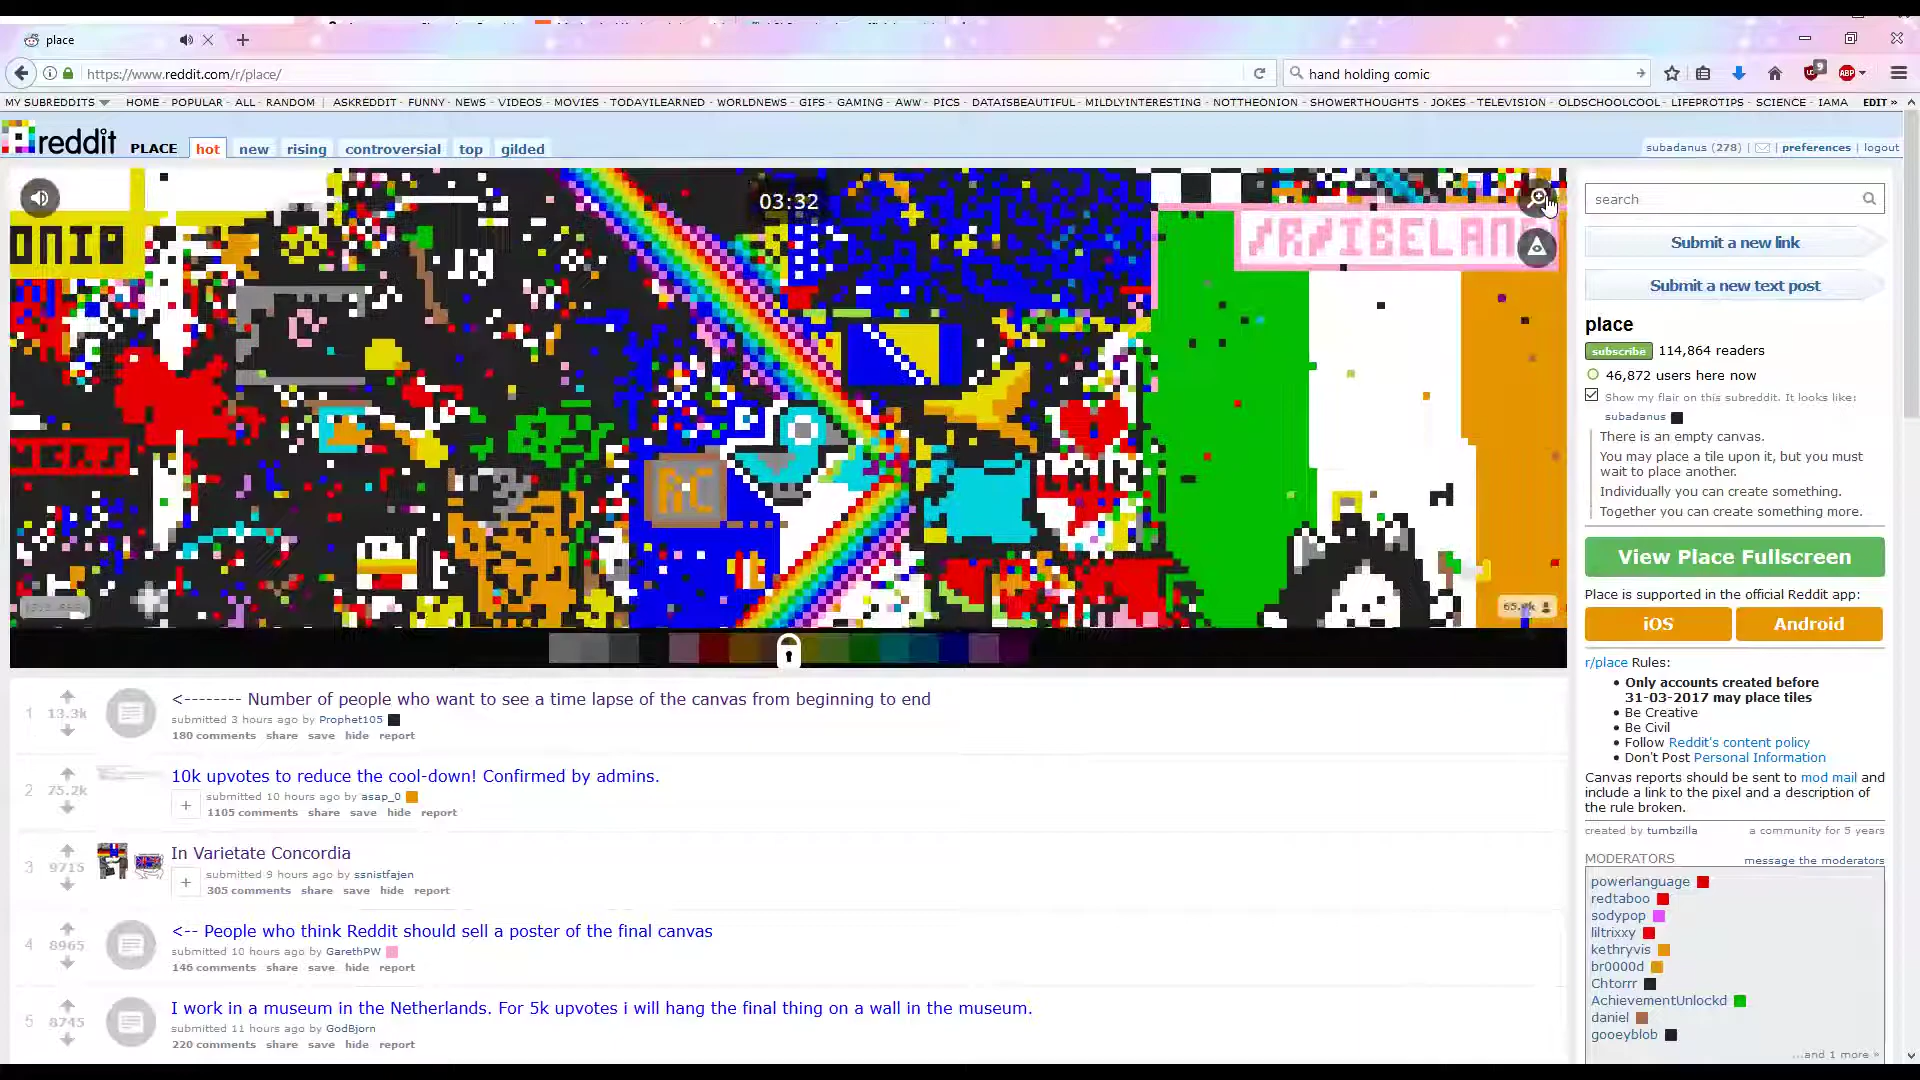 place
https://www.reddit.com/r/place/
hand holding comic
9
ABP
MY SUBREDDITS HOME - POPULAR - ALL - RANDOM | ASKREDDIT - FUNNY - NEWS - VIDEOS - MOVIES - TODAYILEARNED - WORLDNEWS - GIFS - GAMING - AWW - PICS - DATAISBEAUTIFUL - MILDLYINTERESTING - NOTTHEONION - SHOWERTHOUGHTS - JOKES - TELEVISION - OLDSCHOOLCOOL - LIFEPROTIPS - SCIENCE - IAMA EDIT »
reddit PLACE hot new rising controversial top gilded
subadanus (278) | | preferences | logout
03:32
/R/IBELAN
ONIO
RC
search
Submit a new link
Submit a new text post
place
subscribe 114,864 readers
46,872 users here now
Show my flair on this subreddit. It looks like:
subadanus
There is an empty canvas.
You may place a tile upon it, but you must
wait to place another.
Individually you can create something.
Together you can create something more.
View Place Fullscreen
Place is supported in the official Reddit app:
iOS Android
r/place Rules:
• Only accounts created before
31-03-2017 may place tiles
• Be Creative
• Be Civil
• Follow Reddit's content policy
• Don't Post Personal Information
Canvas reports should be sent to mod mail and
include a link to the pixel and a description of
the rule broken.
created by tumbzilla a community for 5 years
MODERATORS message the moderators
powerlanguage
redtaboo
sodypop
liltrixxy
kethryvis
br0000d
Chtorrr
AchievementUnlockd
daniel
gooeyblob
...and 1 more »
1 13.3k <-------- Number of people who want to see a time lapse of the canvas from beginning to end
submitted 3 hours ago by Prophet105
180 comments share save hide report
2 75.2k 10k upvotes to reduce the cool-down! Confirmed by admins.
submitted 10 hours ago by asap_0
1105 comments share save hide report
3 9715 In Varietate Concordia
submitted 9 hours ago by ssnistfajen
305 comments share save hide report
4 8965 <-- People who think Reddit should sell a poster of the final canvas
submitted 10 hours ago by GarethPW
146 comments share save hide report
5 8745 I work in a museum in the Netherlands. For 5k upvotes i will hang the final thing on a wall in the museum.
submitted 11 hours ago by GodBjorn
220 comments share save hide report